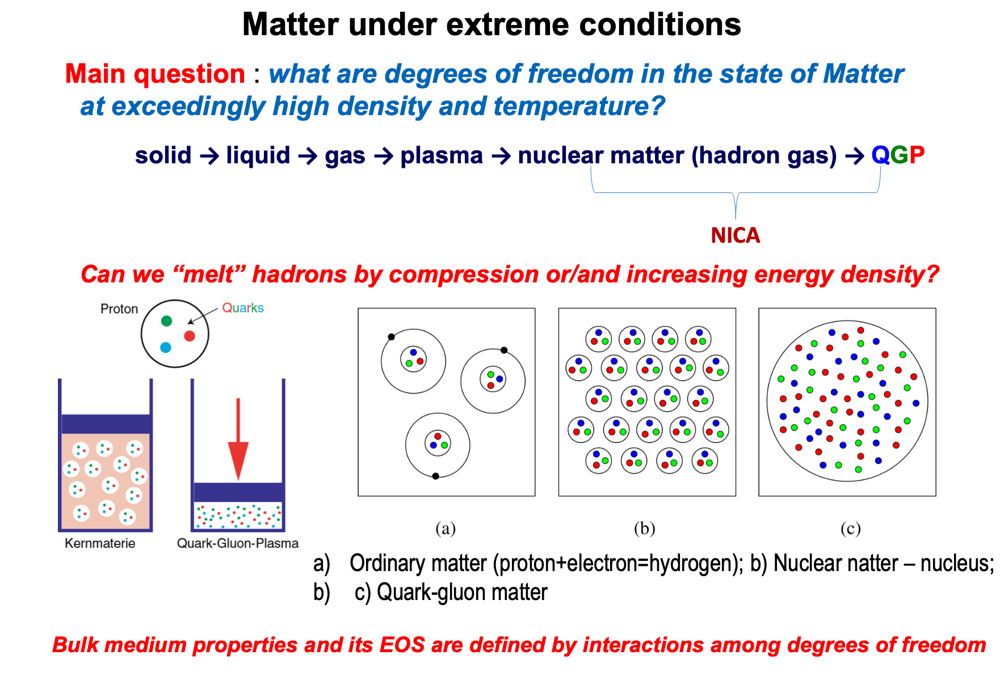 Matter under extreme conditions
Main question : what are degrees of freedom in the state of Matter
at exceedingly high density and temperature?
solid → liquid → gas → plasma → nuclear matter (hadron gas) → QGP
NICA
Can we “melt” hadrons by compression or/and increasing energy density?
Proton
Quarks
Kernmaterie
Quark-Gluon-Plasma
(a)
(b)
(c)
a) Ordinary matter (proton+electron=hydrogen); b) Nuclear natter – nucleus;
b) c) Quark-gluon matter
Bulk medium properties and its EOS are defined by interactions among degrees of freedom